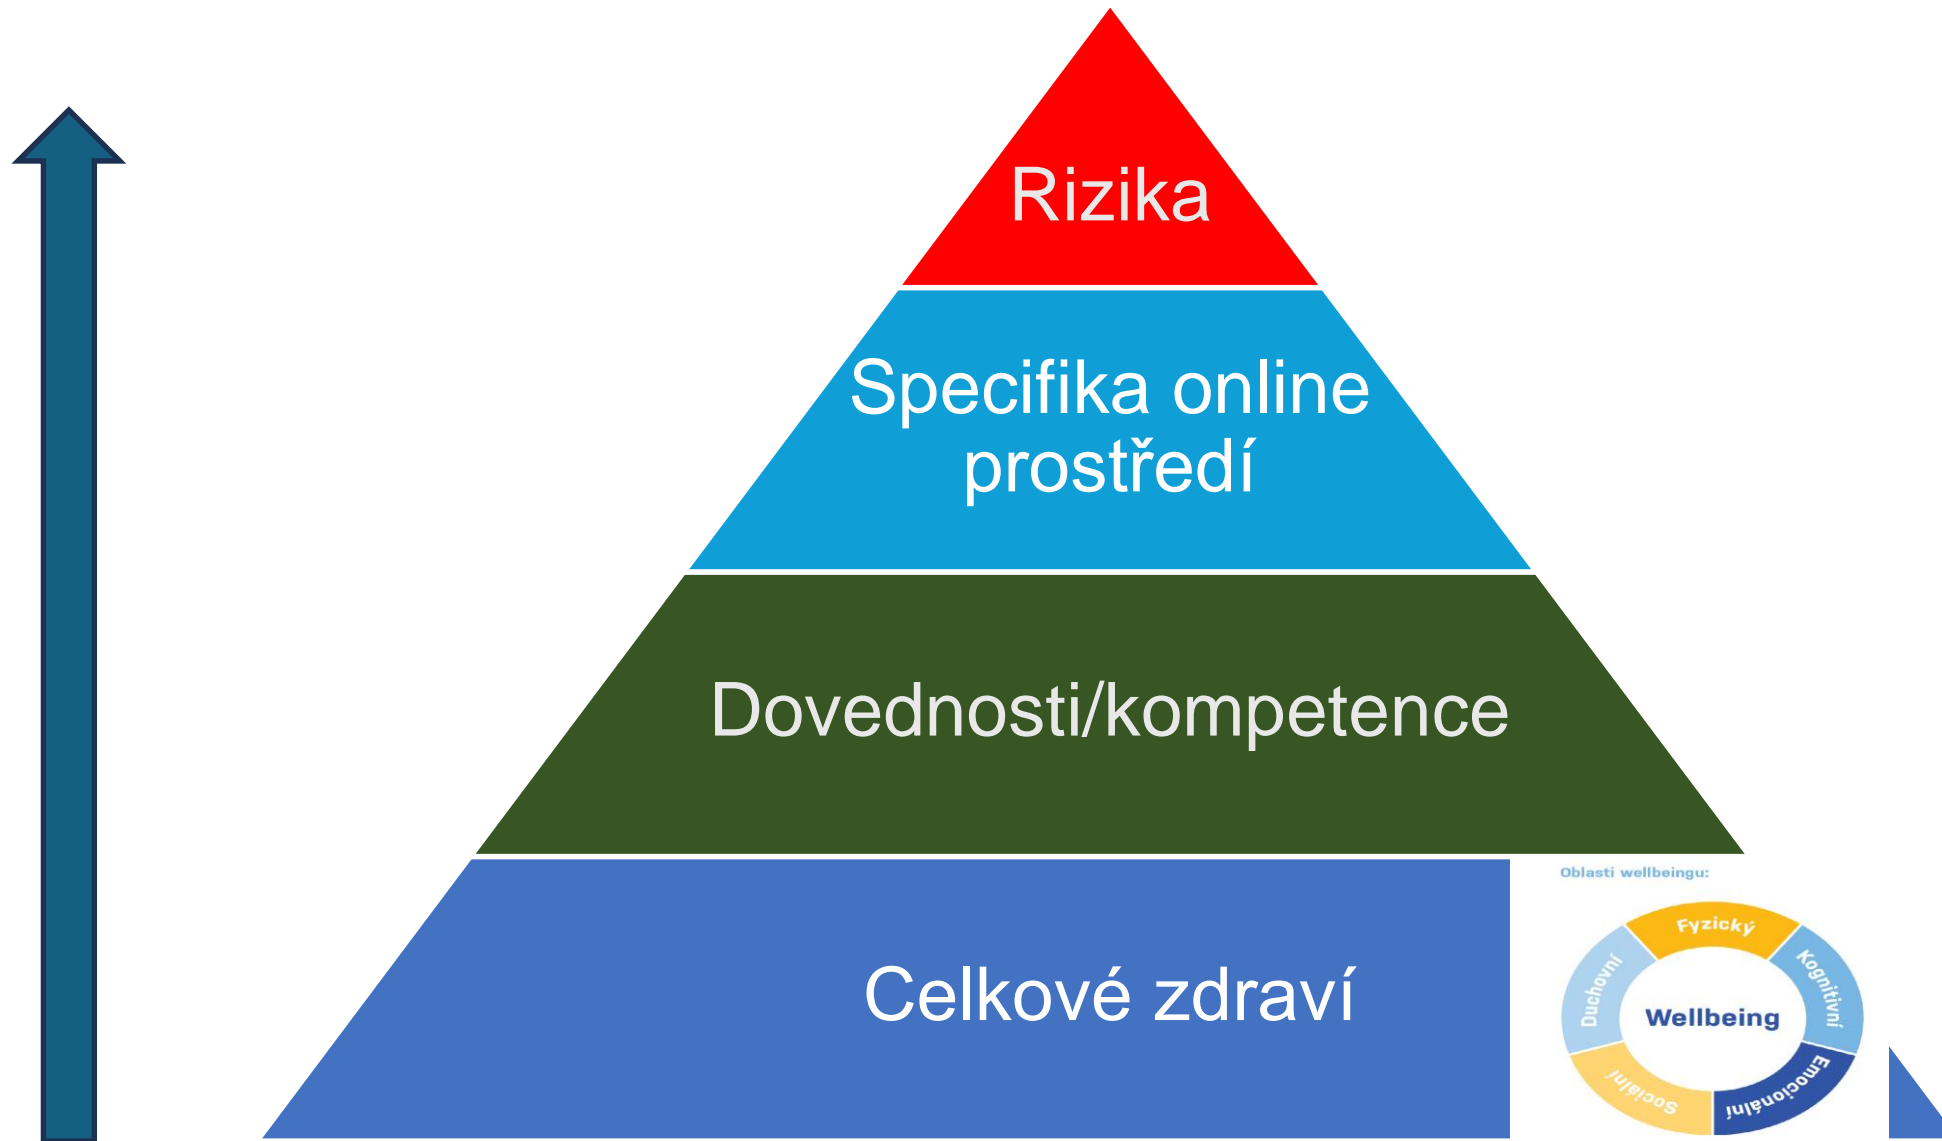 Rizika
Specifika online
prostředí
Dovednosti/kompetence
Celkové zdraví
Oblasti wellbeingu:
Fyzický
Kognitivní
Emocionální
Sociální
Duchovní
Wellbeing